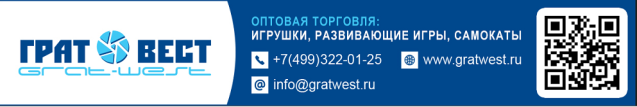 ГРАТ ВЕСТ
Grat-west
ОПТОВАЯ ТОРГОВЛЯ:
ИГРУШКИ, РАЗВИВАЮЩИЕ ИГРЫ, САМОКАТЫ
+7(499)322-01-25 www.gratwest.ru
@ info@gratwest.ru